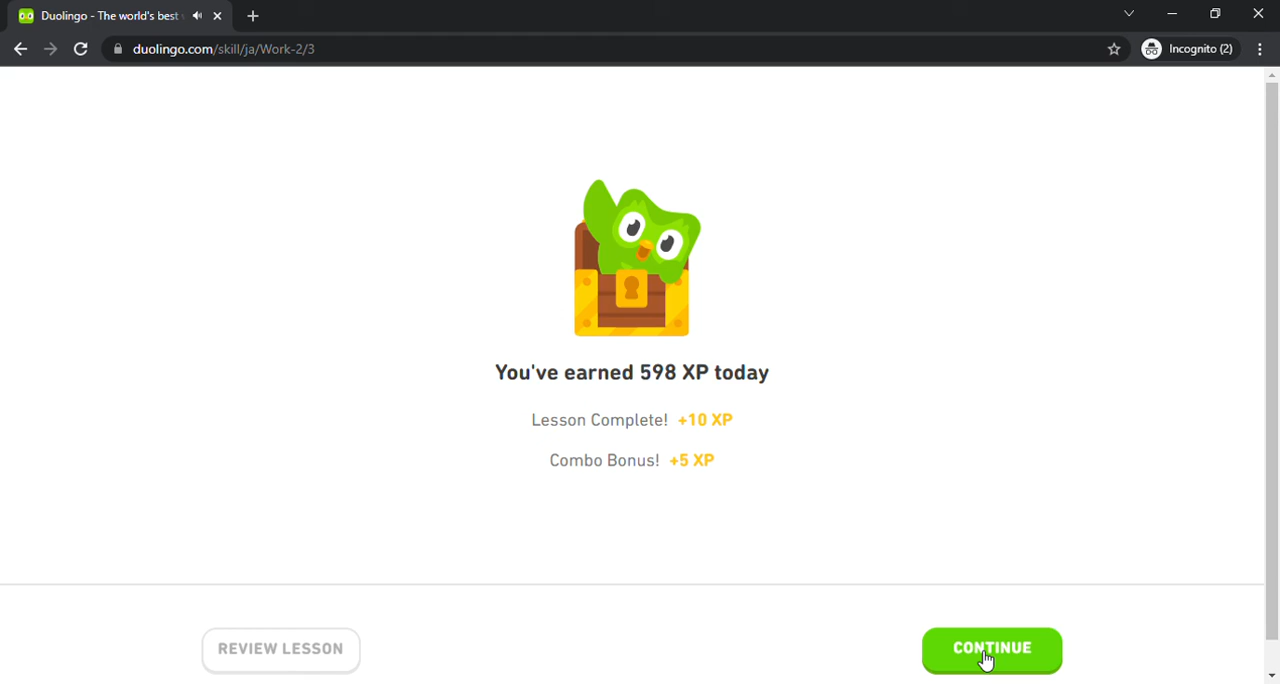 Duolingo - The world's best
duolingo.com/skill/ja/Work-2/3
Incognito (2)
You've earned 598 XP today
Lesson Complete! +10 XP
Combo Bonus! +5 XP
REVIEW LESSON
CONTINUE